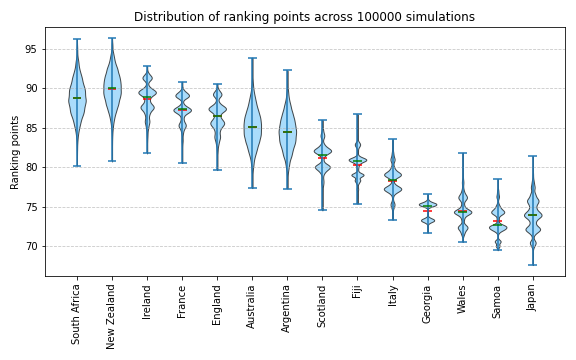 Distribution of ranking points across 100000 simulations
Ranking points
95
90
85
80
75
70
South Africa
New Zealand
Ireland
France
England
Australia
Argentina
Scotland
Fiji
Italy
Georgia
Wales
Samoa
Japan